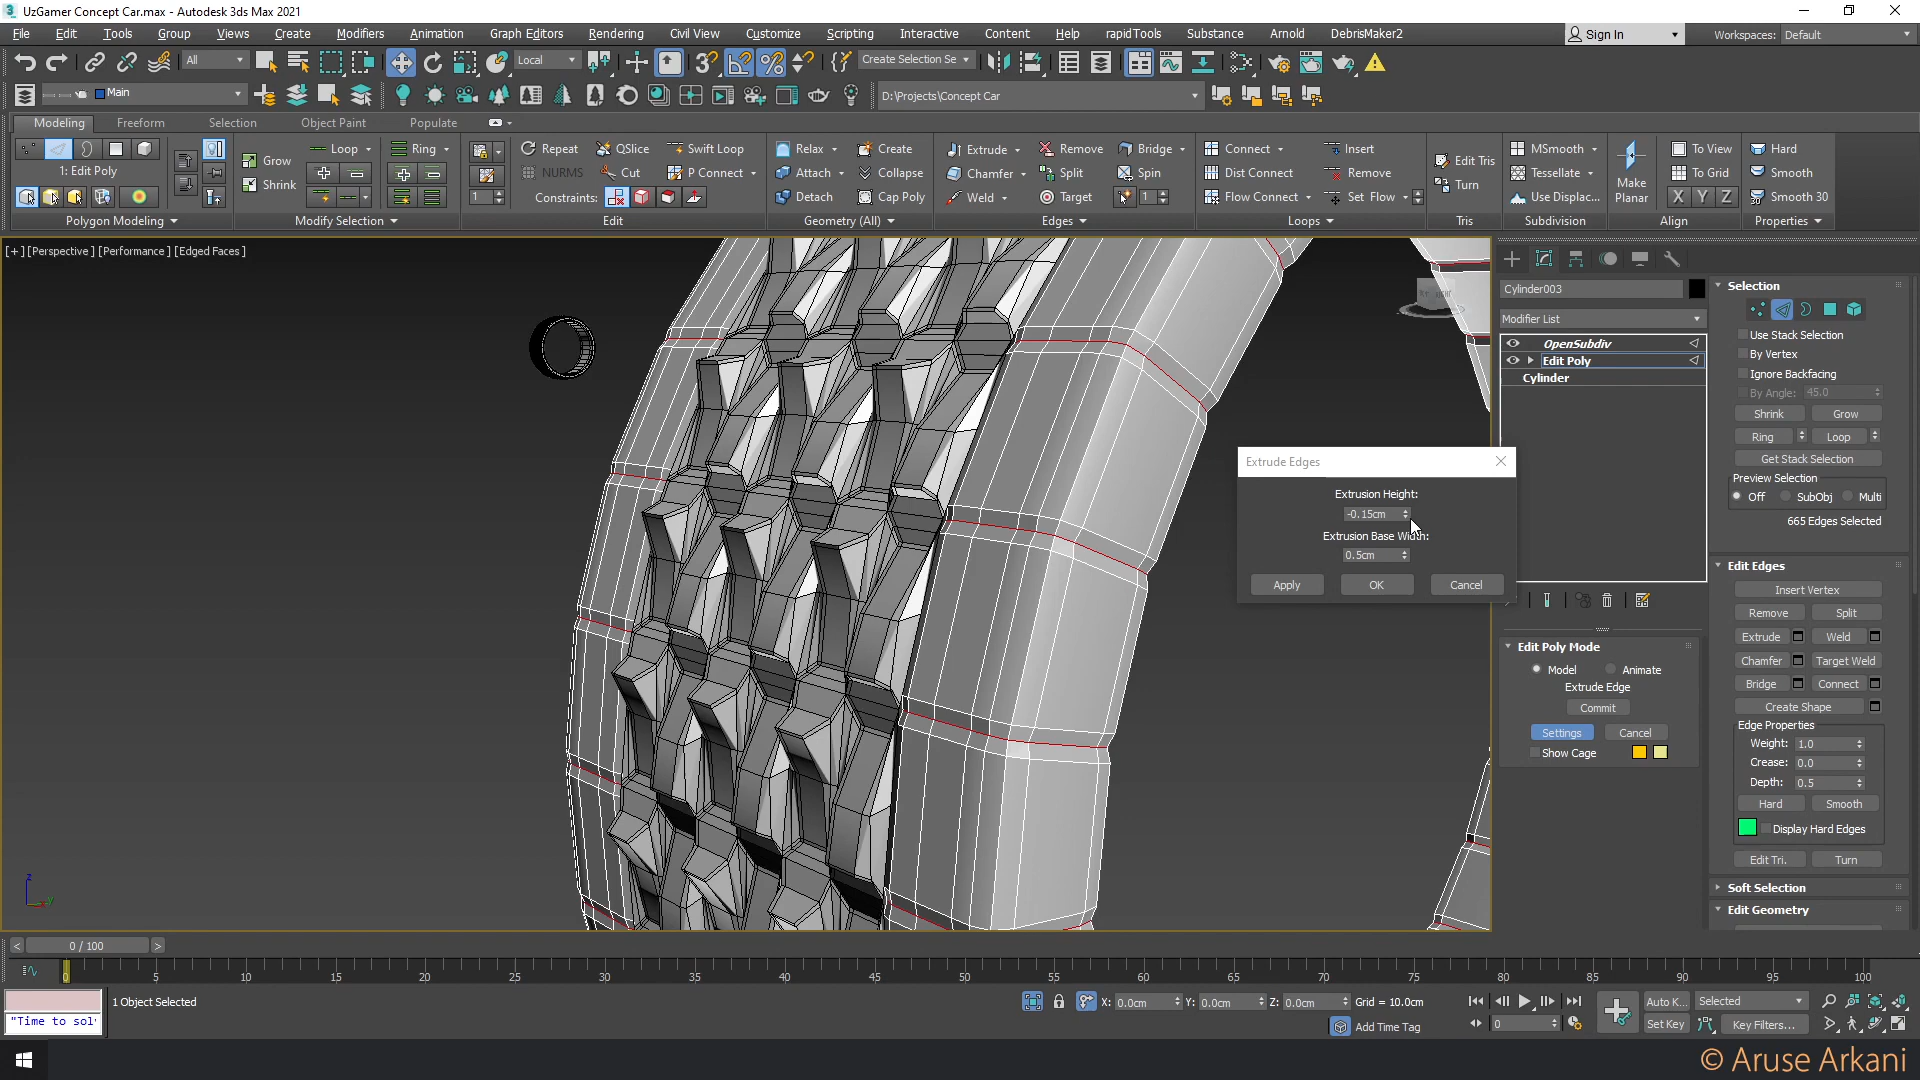 UzGamer Concept Car.max - Autodesk 3ds Max 2021
File Edit Tools Group Views Create Modifiers Animation Graph Editors Rendering Civil View Customize Scripting Interactive Content Help rapidTools Substance Arnold DebrisMaker2 Sign In Workspaces: Default
All Local Create Selection Se
Main D:\Projects\Concept Car
Modeling Freeform Selection Object Paint Populate
Loop Ring Repeat QSlice Swift Loop Relax Create Extrude Remove Bridge Connect Insert MSmooth To View Hard
1: Edit Poly Grow NURMS Cut P Connect Attach Collapse Chamfer Split Spin Dist Connect Remove Edit Tris Tessellate Make Planar To Grid Smooth
Shrink 1 Constraints: Detach Cap Poly Weld Target 1 Flow Connect Set Flow Turn Use Displac... X Y Z Smooth 30
Polygon Modeling Modify Selection Edit Geometry (All) Edges Loops Tris Subdivision Align Properties
[+] [Perspective] [Performance] [Edged Faces]
Cylinder003
Modifier List
OpenSubdiv
Edit Poly
Cylinder
Extrude Edges
Extrusion Height:
-0.15cm
Extrusion Base Width:
0.5cm
Apply OK Cancel
Edit Poly Mode
Model Animate
Extrude Edge
Commit
Settings Cancel
Show Cage
Selection
Use Stack Selection
By Vertex
Ignore Backfacing
By Angle: 45.0
Shrink Grow
Ring Loop
Get Stack Selection
Preview Selection
Off SubObj Multi
665 Edges Selected
Edit Edges
Insert Vertex
Remove Split
Extrude Weld
Chamfer Target Weld
Bridge Connect
Create Shape
Edge Properties
Weight: 1.0
Crease: 0.0
Depth: 0.5
Hard Smooth
Display Hard Edges
Edit Tri. Turn
Soft Selection
Edit Geometry
z
y
< 0 / 100 >
0 5 10 15 20 25 30 35 40 45 50 55 60 65 70 75 80 85 90 95 100
1 Object Selected X: 0.0cm Y: 0.0cm Z: 0.0cm Grid = 10.0cm Auto K... Selected
"Time to sol Add Time Tag 0 Set Key Key Filters...
© Aruse Arkani